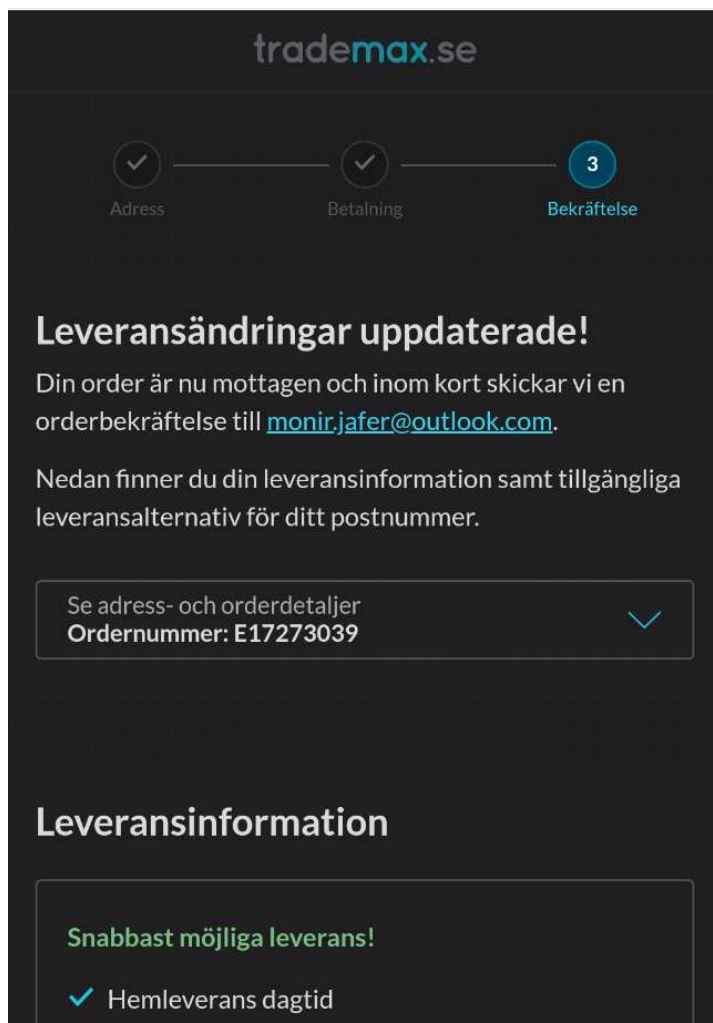 trademax.se
3
Adress Betalning Bekräftelse
Leveransändringar uppdaterade!
Din order är nu mottagen och inom kort skickar vi en
orderbekräftelse till monir.jafer@outlook.com.
Nedan finner du din leveransinformation samt tillgängliga
leveransalternativ för ditt postnummer.
Se adress- och orderdetaljer
Ordernummer: E17273039
Leveransinformation
Snabbast möjliga leverans!
Hemleverans dagtid